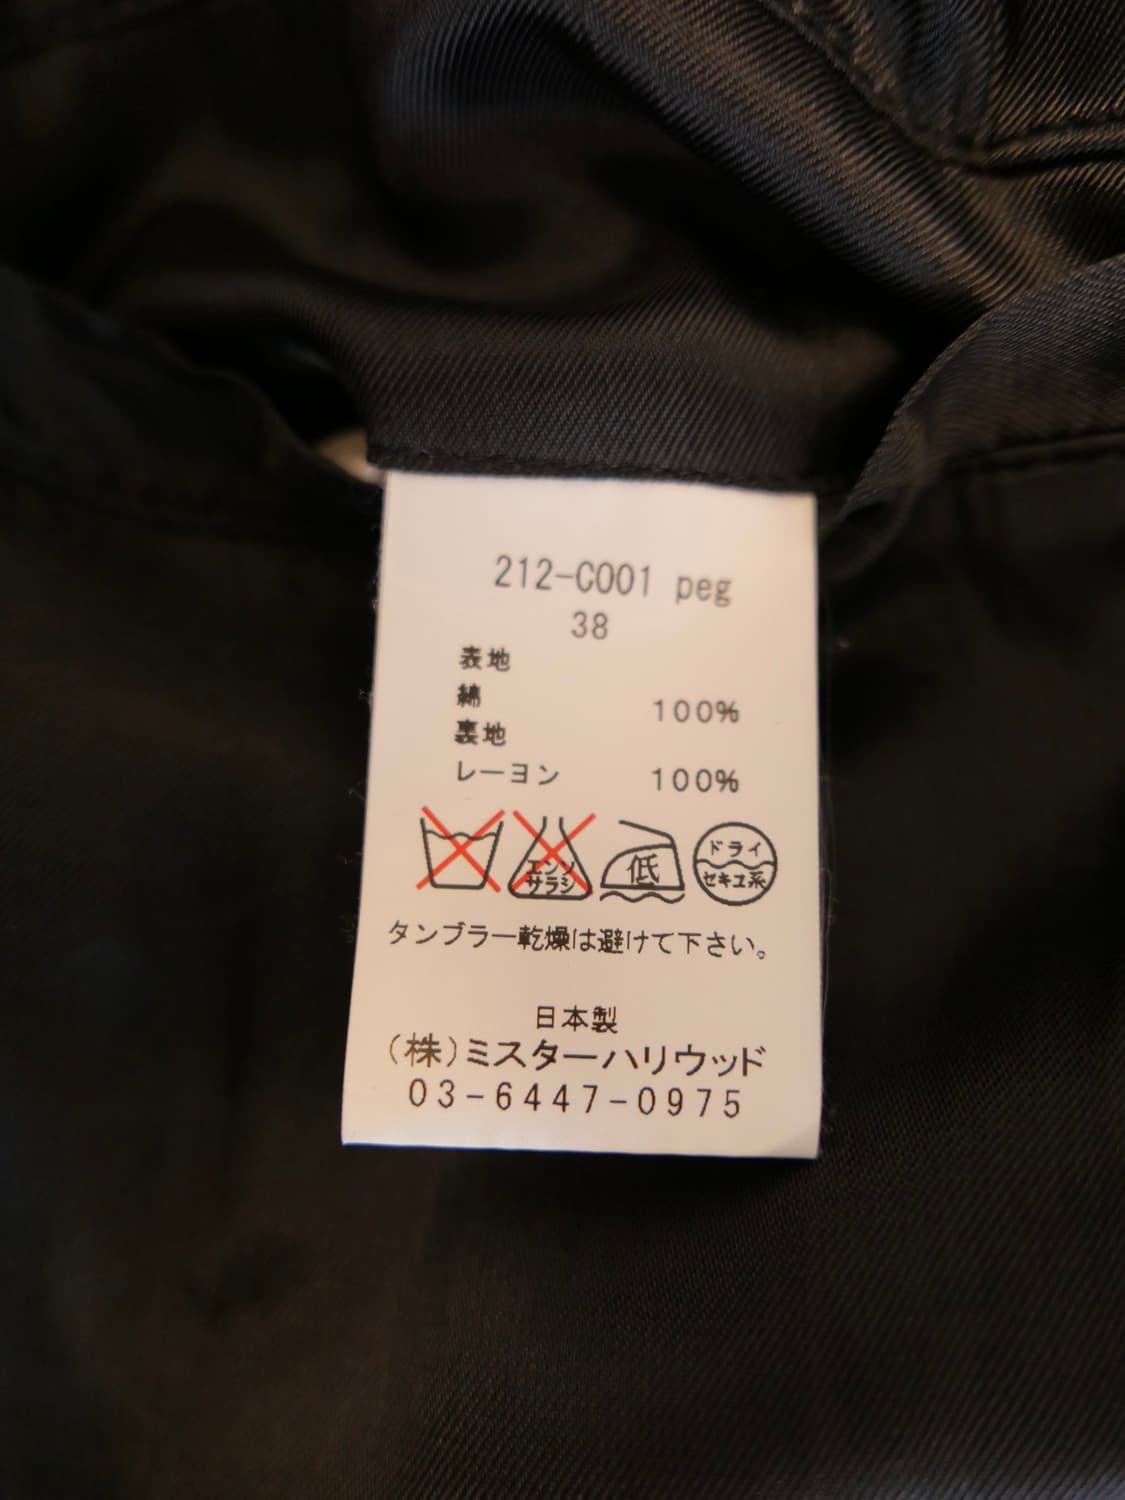 212-C001 peg
38
表地
綿 100%
裏地
レーヨン 100%
エンソ
サラシ
低
ドライ
セキユ系
タンブラー乾燥は避けて下さい。
日本製
(株)ミスターハリウッド
03-6447-0975